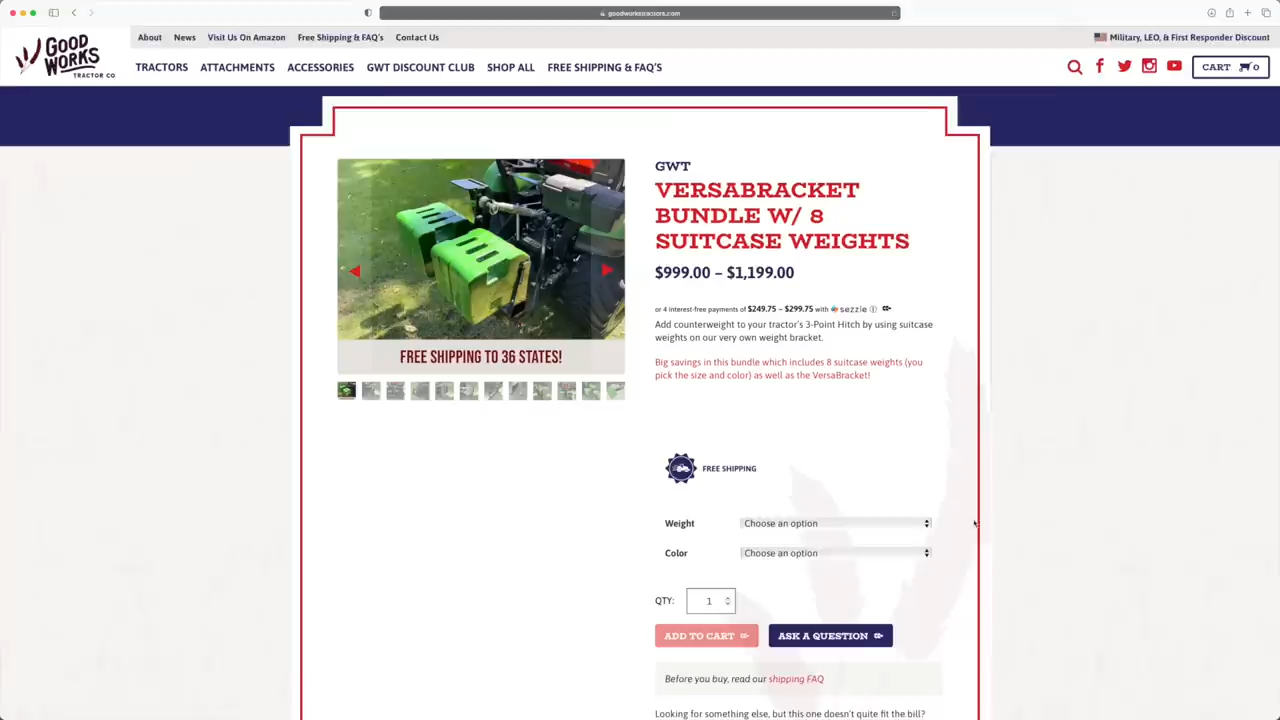 goodworkstractors.com
GOOD
WORKS
TRACTOR CO
About News Visit Us On Amazon Free Shipping & FAQ's Contact Us
Military, LEO, & First Responder Discount
TRACTORS ATTACHMENTS ACCESSORIES GWT DISCOUNT CLUB SHOP ALL FREE SHIPPING & FAQ'S
CART 0
GWT
VERSABRACKET
BUNDLE W/ 8
SUITCASE WEIGHTS
$999.00 – $1,199.00
or 4 interest-free payments of $249.75 – $299.75 with sezzle
Add counterweight to your tractor's 3-Point Hitch by using suitcase
weights on our very own weight bracket.
FREE SHIPPING TO 36 STATES!
Big savings in this bundle which includes 8 suitcase weights (you
pick the size and color) as well as the VersaBracket!
FREE SHIPPING
Weight Choose an option
Color Choose an option
QTY: 1
ADD TO CART ASK A QUESTION
Before you buy, read our shipping FAQ
Looking for something else, but this one doesn't quite fit the bill?